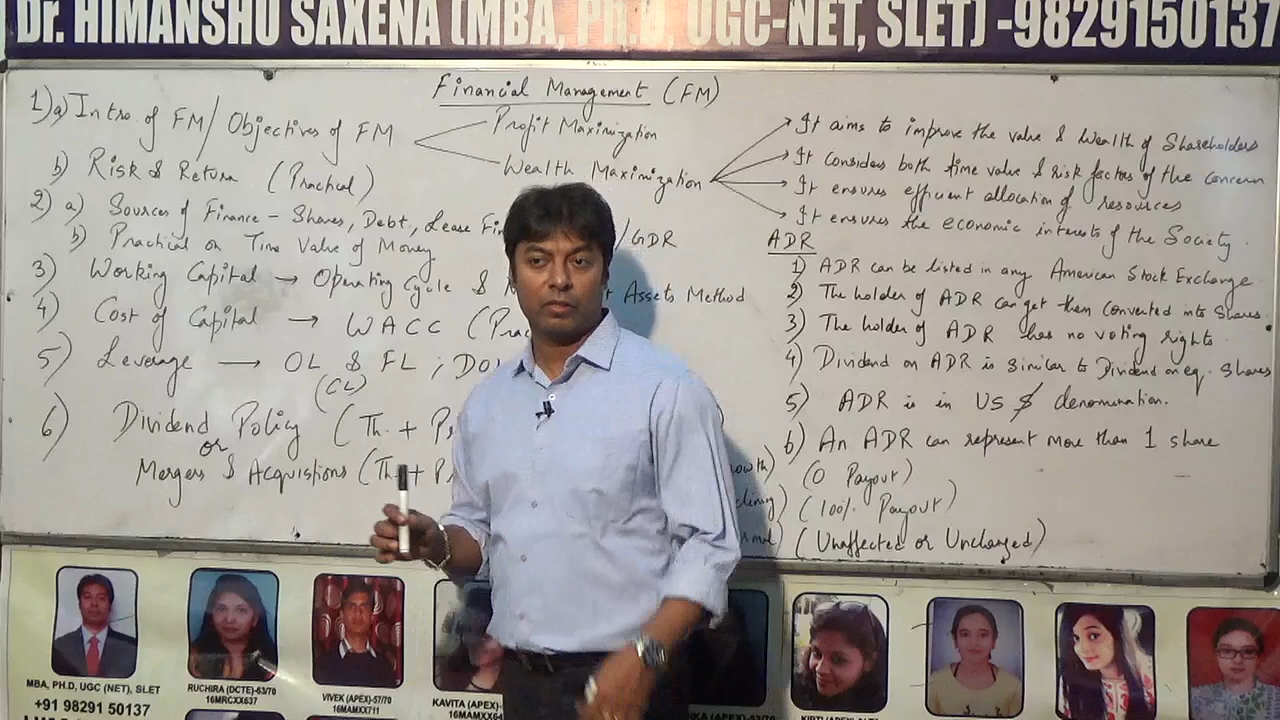 Dr. HIMANSHU SAXENA (MBA, Ph.D, UGC-NET, SLET) -9829150137
Financial Management (FM)
1) a) Intro. of FM / Objectives of FM
Profit Maximization
Wealth Maximization
b) Risk & Return (Practical)
2) a) Sources of Finance - Shares, Debt, Lease Fin /GDR
b) Practical on Time Value of Money
3) Working Capital → Operating Cycle & Assets Method
4) Cost of Capital → WACC (Prac
5) Leverage → OL & FL ; DO
(CL)
6) Dividend Policy (Th. + Pr
or
Mergers & Acquistions (Th. + P
It aims to improve the value & wealth of Shareholders
It considers both time value & risk factors of the concern
It ensures efficient allocation of resources
It ensures the economic interests of the Society.
ADR
1) ADR can be listed in any American Stock Exchange.
2) The holder of ADR can get them converted into shares.
3) The holder of ADR has no voting rights.
4) Dividend on ADR is similar to Dividend on eq. shares
5) ADR is in US $ denomination.
6) An ADR can represent more than 1 share
owth) (0 Payout)
clining) (100% Payout)
rmal) (Unaffected or Unchanged)
MBA, PH.D, UGC (NET), SLET
+91 98291 50137
RUCHIRA (DCTE)-63/70
16MRCXX637
VIVEK (APEX)-57/70
16MAMXX711
KAVITA (APEX)-
16MAMXX64